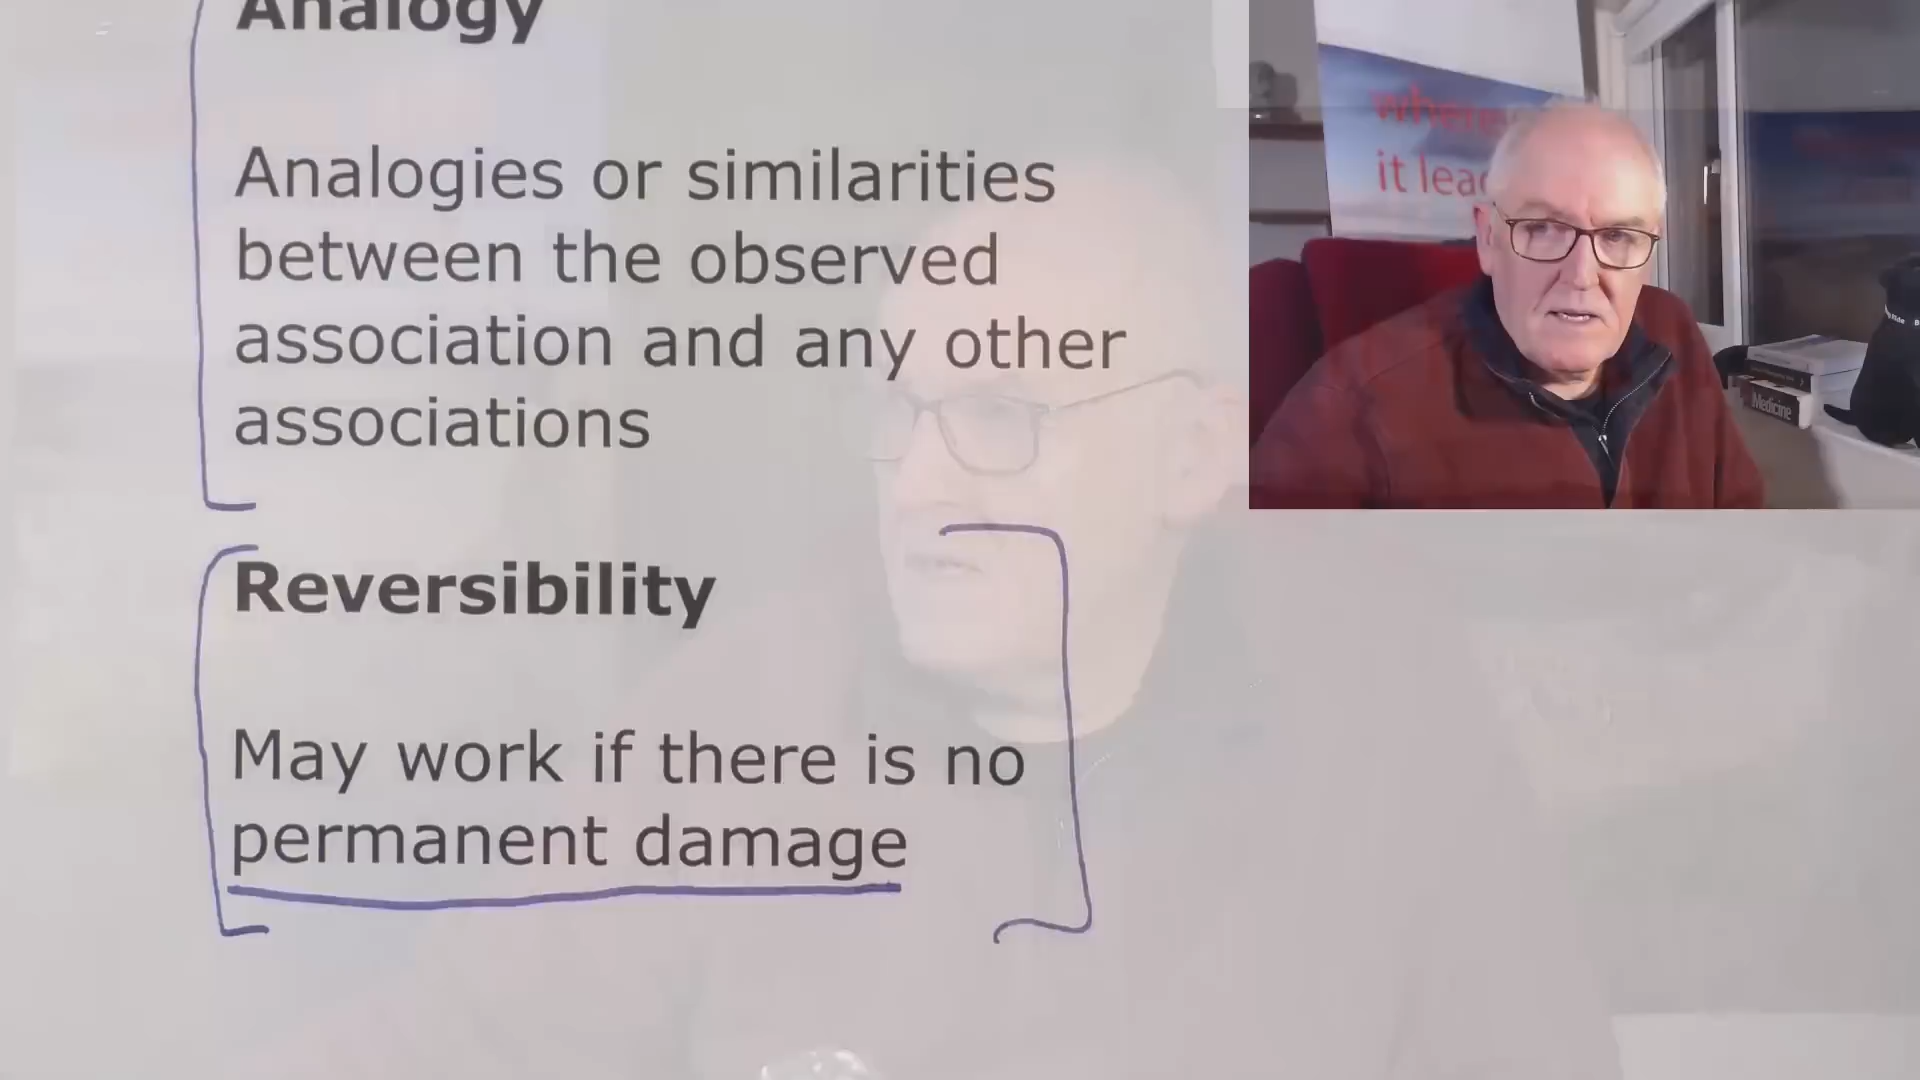 Analogy
Analogies or similarities
between the observed
association and any other
associations
Reversibility
May work if there is no
permanent damage
where
it lea
Medicine